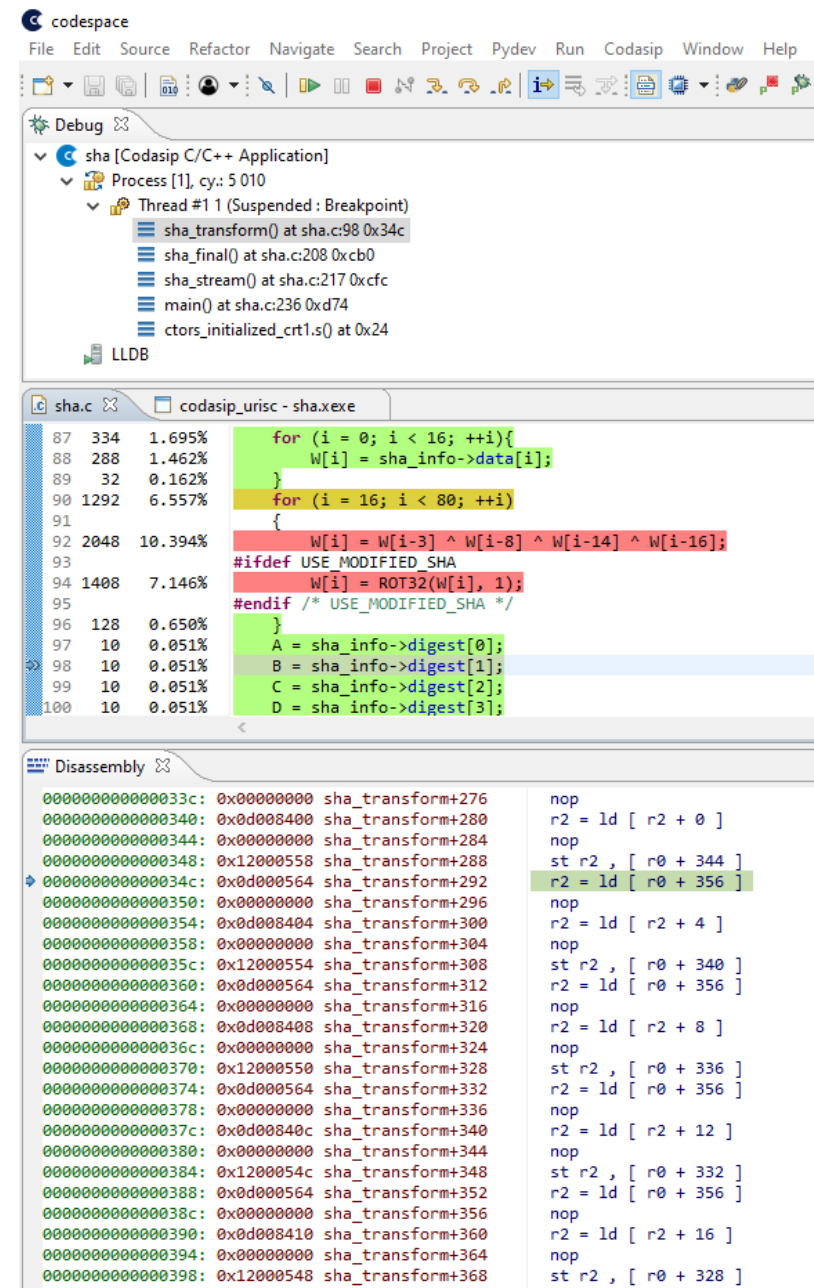 codespace
File Edit Source Refactor Navigate Search Project Pydev Run Codasip Window Help
Debug
sha [Codasip C/C++ Application]
Process [1], cy.: 5 010
Thread #1 1 (Suspended : Breakpoint)
sha_transform() at sha.c:98 0x34c
sha_final() at sha.c:208 0xcb0
sha_stream() at sha.c:217 0xcfc
main() at sha.c:236 0xd74
ctors_initialized_crt1.s() at 0x24
LLDB
sha.c codasip_urisc - sha.xexe
87 334 1.695% for (i = 0; i < 16; ++i){
88 288 1.462% W[i] = sha_info->data[i];
89 32 0.162% }
90 1292 6.557% for (i = 16; i < 80; ++i)
91 {
92 2048 10.394% W[i] = W[i-3] ^ W[i-8] ^ W[i-14] ^ W[i-16];
93 #ifdef USE_MODIFIED_SHA
94 1408 7.146% W[i] = ROT32(W[i], 1);
95 #endif /* USE_MODIFIED_SHA */
96 128 0.650% }
97 10 0.051% A = sha_info->digest[0];
98 10 0.051% B = sha_info->digest[1];
99 10 0.051% C = sha_info->digest[2];
100 10 0.051% D = sha_info->digest[3];
Disassembly
000000000000033c: 0x00000000 sha_transform+276 nop
0000000000000340: 0x0d008400 sha_transform+280 r2 = ld [ r2 + 0 ]
0000000000000344: 0x00000000 sha_transform+284 nop
0000000000000348: 0x12000558 sha_transform+288 st r2 , [ r0 + 344 ]
000000000000034c: 0x0d000564 sha_transform+292 r2 = ld [ r0 + 356 ]
0000000000000350: 0x00000000 sha_transform+296 nop
0000000000000354: 0x0d008404 sha_transform+300 r2 = ld [ r2 + 4 ]
0000000000000358: 0x00000000 sha_transform+304 nop
000000000000035c: 0x12000554 sha_transform+308 st r2 , [ r0 + 340 ]
0000000000000360: 0x0d000564 sha_transform+312 r2 = ld [ r0 + 356 ]
0000000000000364: 0x00000000 sha_transform+316 nop
0000000000000368: 0x0d008408 sha_transform+320 r2 = ld [ r2 + 8 ]
000000000000036c: 0x00000000 sha_transform+324 nop
0000000000000370: 0x12000550 sha_transform+328 st r2 , [ r0 + 336 ]
0000000000000374: 0x0d000564 sha_transform+332 r2 = ld [ r0 + 356 ]
0000000000000378: 0x00000000 sha_transform+336 nop
000000000000037c: 0x0d00840c sha_transform+340 r2 = ld [ r2 + 12 ]
0000000000000380: 0x00000000 sha_transform+344 nop
0000000000000384: 0x1200054c sha_transform+348 st r2 , [ r0 + 332 ]
0000000000000388: 0x0d000564 sha_transform+352 r2 = ld [ r0 + 356 ]
000000000000038c: 0x00000000 sha_transform+356 nop
0000000000000390: 0x0d008410 sha_transform+360 r2 = ld [ r2 + 16 ]
0000000000000394: 0x00000000 sha_transform+364 nop
0000000000000398: 0x12000548 sha_transform+368 st r2 , [ r0 + 328 ]